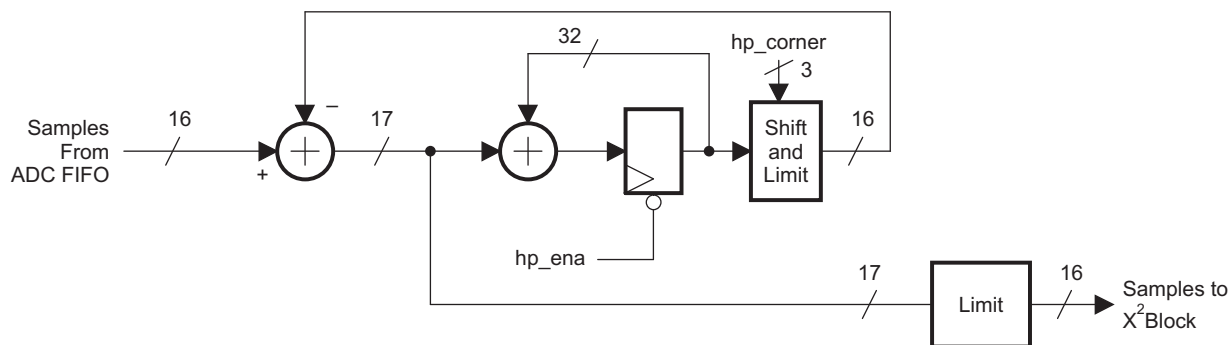 32
hp_corner
3
–
16
17
Shift
and
Limit
16
Samples
From
ADC FIFO
+
hp_ena
17
16
Limit
Samples to
X²Block